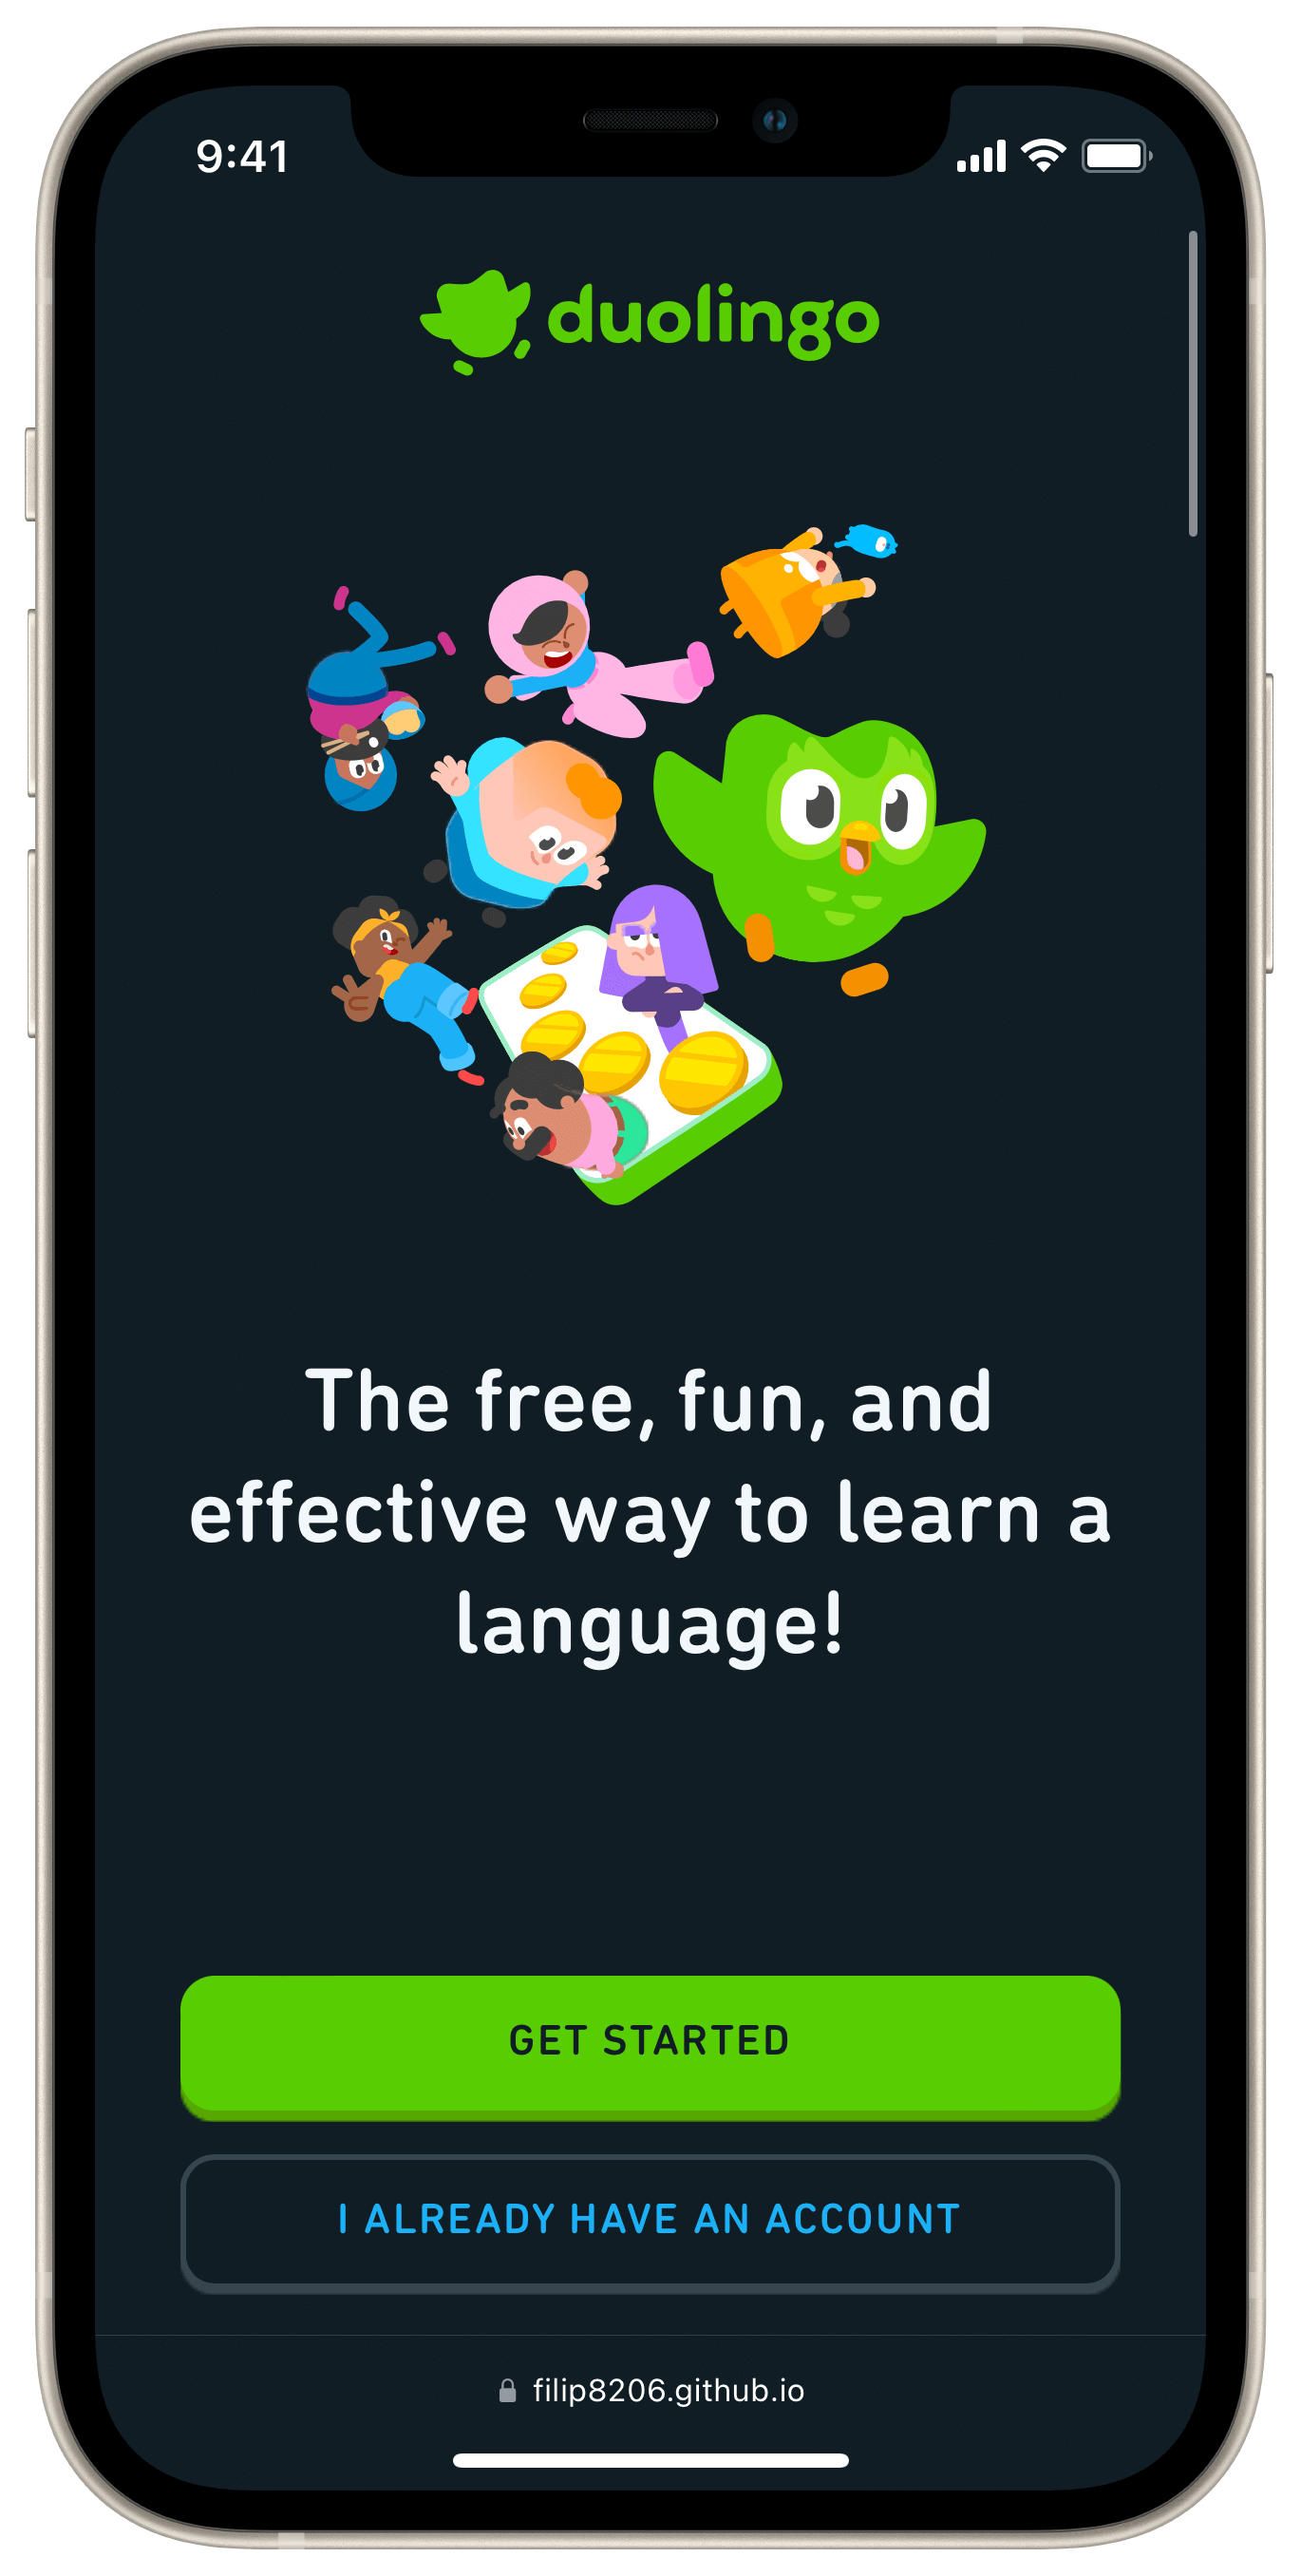 9:41
duolingo
The free, fun, and
effective way to learn a
language!
GET STARTED
I ALREADY HAVE AN ACCOUNT
filip8206.github.io